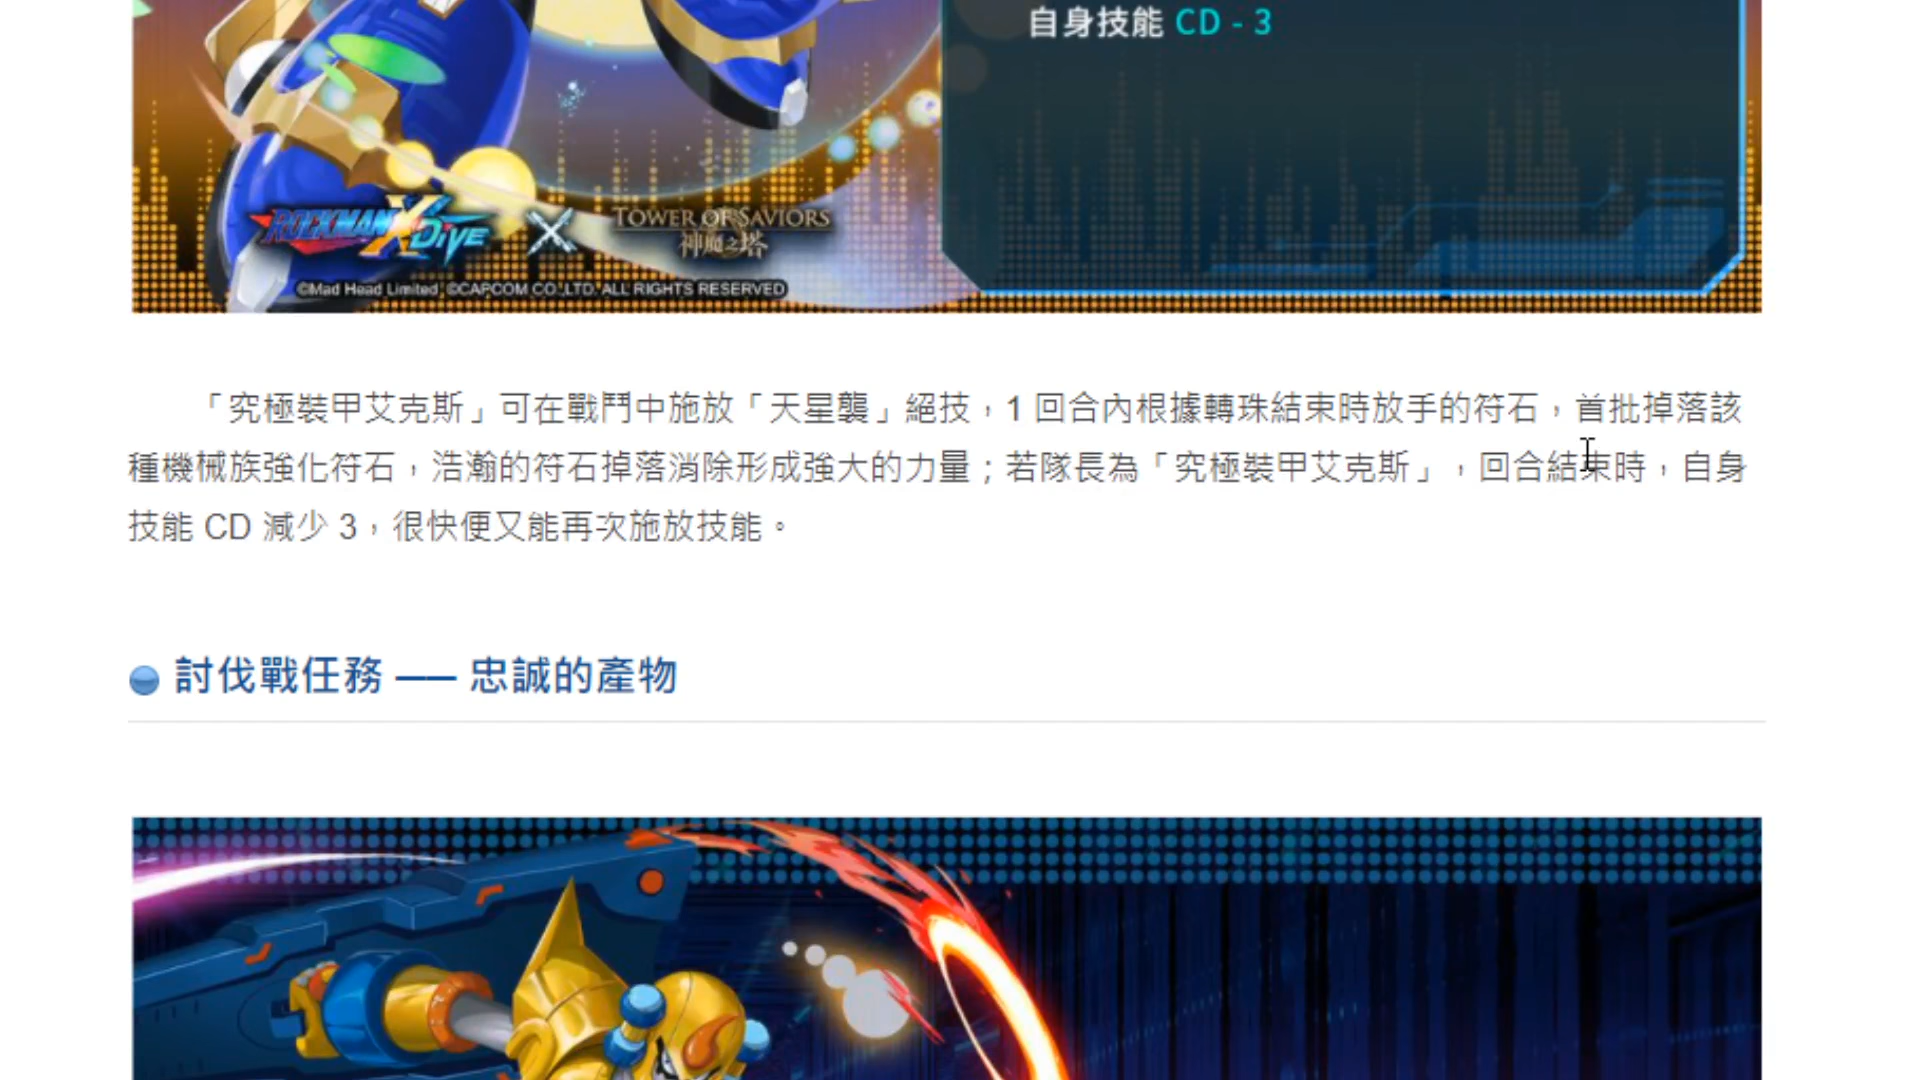 自身技能 CD - 3
ROCKMAN X DiVE
TOWER OF SAVIORS
神魔之塔
©Mad Head Limited ©CAPCOM CO.,LTD. ALL RIGHTS RESERVED
「究極裝甲艾克斯」可在戰鬥中施放「天星襲」絕技，1 回合內根據轉珠結束時放手的符石，首批掉落該
種機械族強化符石，浩瀚的符石掉落消除形成強大的力量；若隊長為「究極裝甲艾克斯」，回合結束時，自身
技能 CD 減少 3，很快便又能再次施放技能。
討伐戰任務 —— 忠誠的產物